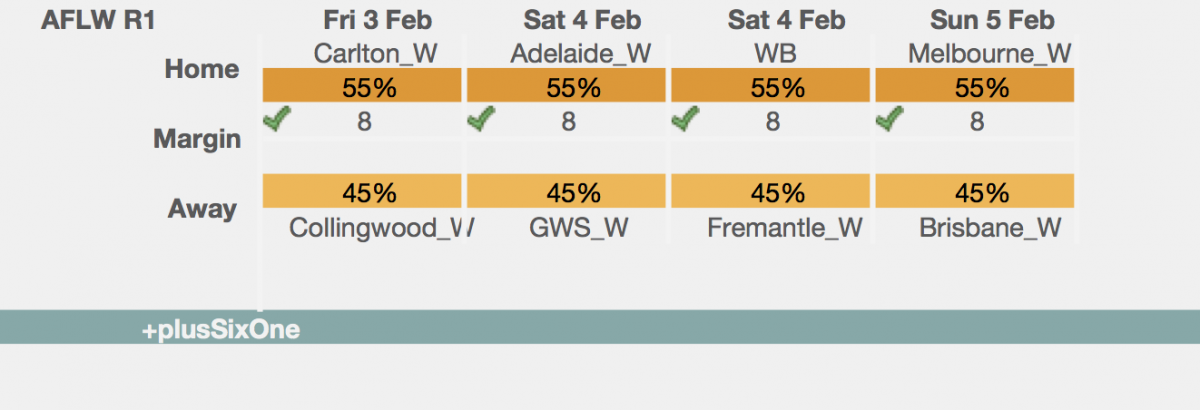 AFLW R1 Fri 3 Feb Sat 4 Feb Sat 4 Feb Sun 5 Feb
Carlton_W Adelaide_W WB Melbourne_W
Home
55% 55% 55% 55%
8 8 8 8
Margin
45% 45% 45% 45%
Away
Collingwood_W GWS_W Fremantle_W Brisbane_W
+plusSixOne